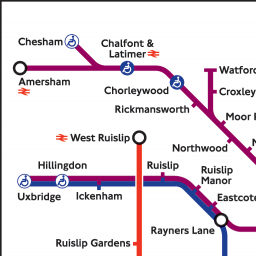 Chesham
Chalfont &
Latimer
Watfor
Amersham
Chorleywood
Croxley
Rickmansworth
Moor P
West Ruislip
Northwood
Hillingdon
Ruislip
Ruislip
Manor
Uxbridge
Ickenham
Eastcote
Rayners Lane
Ruislip Gardens